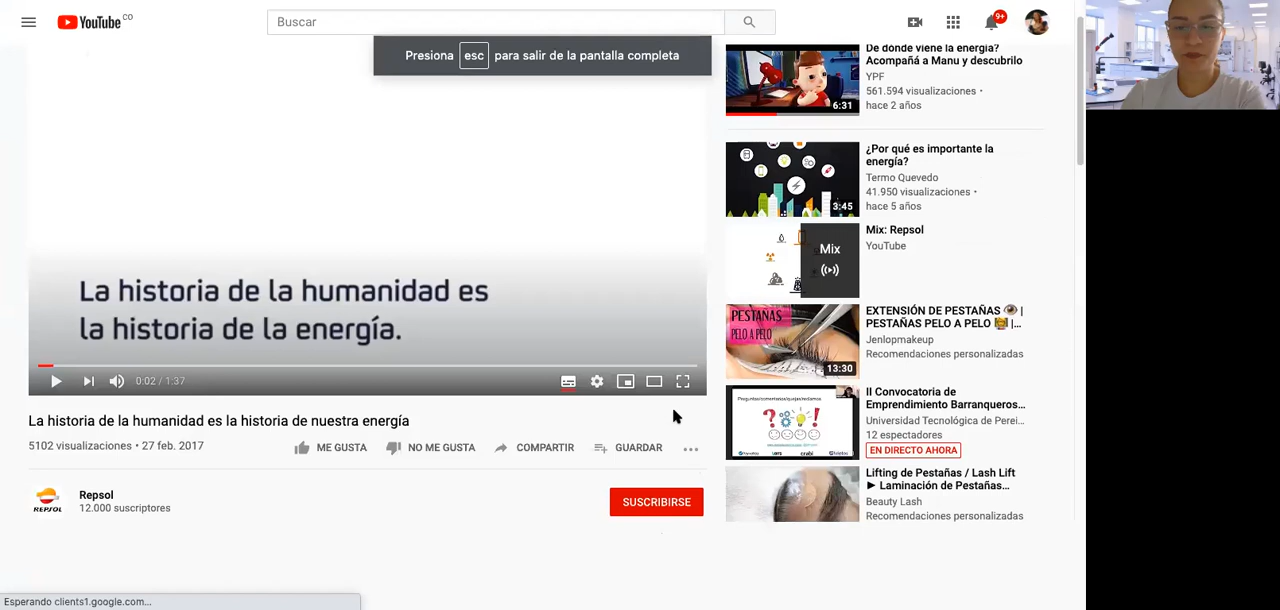 YouTube CO
Buscar
9+
Presiona esc para salir de la pantalla completa
La historia de la humanidad es
la historia de la energía.
0:02 / 1:37
La historia de la humanidad es la historia de nuestra energía
5102 visualizaciones • 27 feb. 2017
ME GUSTA
NO ME GUSTA
COMPARTIR
GUARDAR
REPSOL
Repsol
12.000 suscriptores
SUSCRIBIRSE
6:31
De dónde viene la energía?
Acompañá a Manu y descubrilo
YPF
561.594 visualizaciones •
hace 2 años
3:45
¿Por qué es importante la
energía?
Termo Quevedo
41.950 visualizaciones •
hace 5 años
Mix
Mix: Repsol
YouTube
PESTAÑAS
PELO A PELO
13:30
EXTENSIÓN DE PESTAÑAS 👁 |
PESTAÑAS PELO A PELO |...
Jenlopmakeup
Recomendaciones personalizadas
II Convocatoria de
Emprendimiento Barranqueros...
Universidad Tecnológica de Perei...
12 espectadores
EN DIRECTO AHORA
Lifting de Pestañas / Lash Lift
► Laminación de Pestañas...
Beauty Lash
Recomendaciones personalizadas
Esperando clients1.google.com...